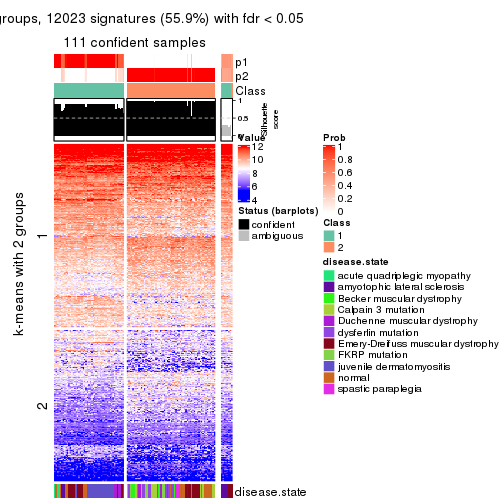 groups, 12023 signatures (55.9%) with fdr < 0.05
111 confident samples
p1
p2
Class
1
0.5
0
Silhouette
score
k-means with 2 groups
1
2
Value
12
10
8
6
4
Status (barplots)
confident
ambiguous
Prob
1
0.8
0.6
0.4
0.2
0
Class
1
2
disease.state
acute quadriplegic myopathy
amyotrophic lateral sclerosis
Becker muscular dystrophy
Calpain 3 mutation
Duchenne muscular dystrophy
dysferlin mutation
Emery-Dreifuss muscular dystrophy
FKRP mutation
juvenile dermatomyositis
normal
spastic paraplegia
disease.state